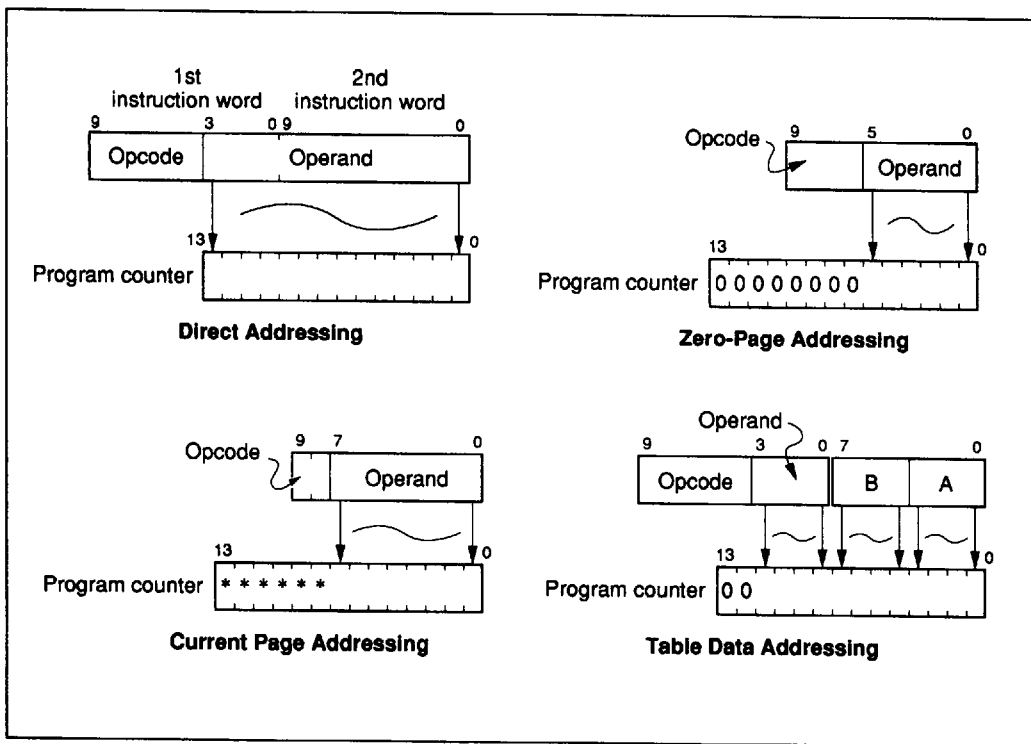 1st
instruction word
2nd
instruction word
9 3 0 9 0
Opcode Operand
13 0
Program counter
Direct Addressing
9 5 0
Opcode
Operand
13 0
Program counter 0 0 0 0 0 0 0 0
Zero-Page Addressing
9 7 0
Opcode
Operand
13 0
Program counter * * * * * *
Current Page Addressing
Operand
9 3 0 7 0
Opcode B A
13 0
Program counter 0 0
Table Data Addressing